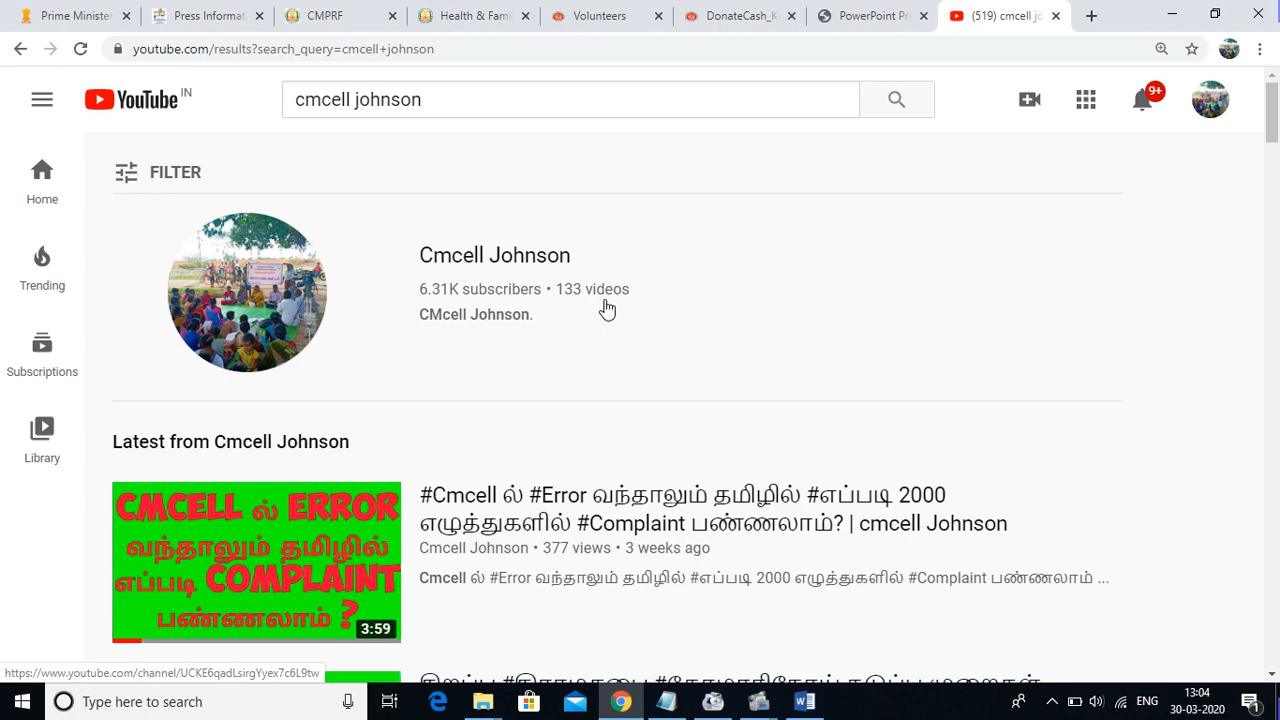 Prime Minister
Press Informat
CMPRF
Health & Fami
Volunteers
DonateCash_K
PowerPoint Pr
(519) cmcell jo
youtube.com/results?search_query=cmcell+johnson
YouTube IN
cmcell johnson
9+
FILTER
Home
Trending
Subscriptions
Library
Cmcell Johnson
6.31K subscribers • 133 videos
CMcell Johnson.
Latest from Cmcell Johnson
CMCELL ல் ERROR
வந்தாலும் தமிழில்
எப்படி COMPLAINT
பண்ணலாம் ?
3:59
#Cmcell ல் #Error வந்தாலும் தமிழில் #எப்படி 2000
எழுத்துகளில் #Complaint பண்ணலாம்? | cmcell Johnson
Cmcell Johnson • 377 views • 3 weeks ago
Cmcell ல் #Error வந்தாலும் தமிழில் #எப்படி 2000 எழுத்துகளில் #Complaint பண்ணலாம் ...
https://www.youtube.com/channel/UCKE6qadLsirgYyex7c6L9tw
Type here to search
ENG
13:04
30-03-2020
1